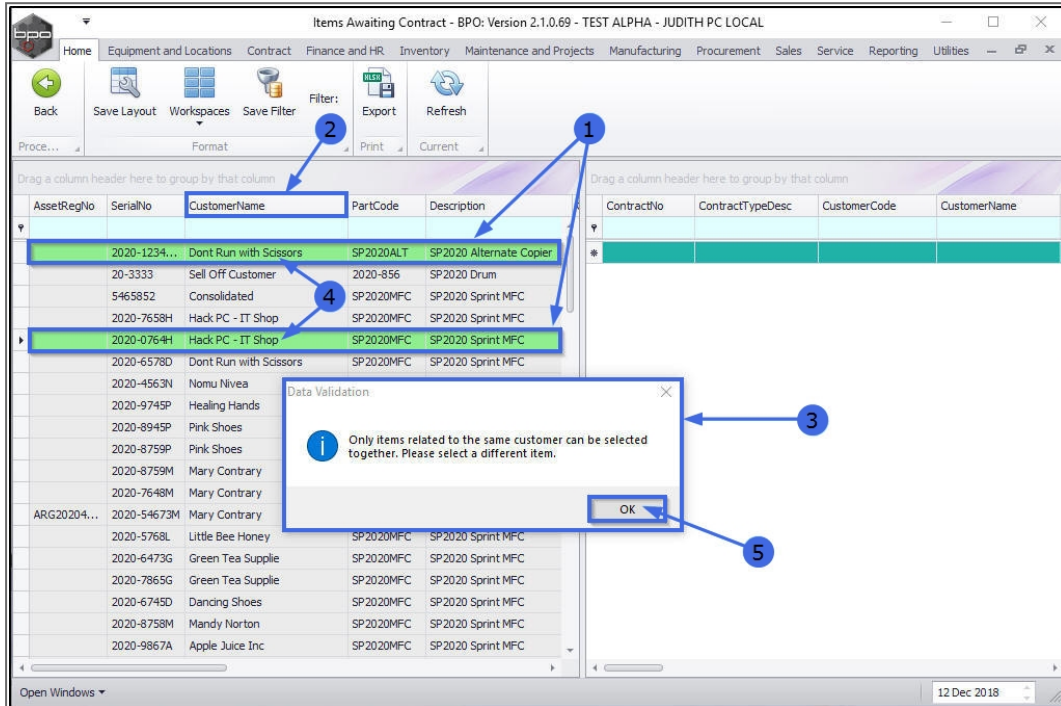 Items Awaiting Contract - BPO: Version 2.1.0.69 - TEST ALPHA - JUDITH PC LOCAL
bpo
Home Equipment and Locations Contract Finance and HR Inventory Maintenance and Projects Manufacturing Procurement Sales Service Reporting Utilities
Back Save Layout Workspaces Save Filter Filter: Export Refresh
XLSX
Proce... Format Print Current
2
1
Drag a column header here to group by that column Drag a column header here to group by that column
AssetRegNo SerialNo CustomerName PartCode Description ContractNo ContractTypeDesc CustomerCode CustomerName
2020-1234... Dont Run with Scissors SP2020ALT SP2020 Alternate Copier
20-3333 Sell Off Customer 2020-856 SP2020 Drum
5465852 Consolidated SP2020MFC SP2020 Sprint MFC
4
2020-7658H Hack PC - IT Shop SP2020MFC SP2020 Sprint MFC
2020-0764H Hack PC - IT Shop SP2020MFC SP2020 Sprint MFC
2020-6578D Dont Run with Scissors SP2020MFC SP2020 Sprint MFC
2020-4563N Nomu Nivea
2020-9745P Healing Hands
2020-8945P Pink Shoes
2020-8759P Pink Shoes
2020-8759M Mary Contrary
2020-7648M Mary Contrary
ARG20204... 2020-54673M Mary Contrary
2020-5768L Little Bee Honey SP2020MFC SP2020 Sprint MFC
2020-6473G Green Tea Supplie SP2020MFC SP2020 Sprint MFC
2020-7865G Green Tea Supplie SP2020MFC SP2020 Sprint MFC
2020-6745D Dancing Shoes SP2020MFC SP2020 Sprint MFC
2020-8758M Mandy Norton SP2020MFC SP2020 Sprint MFC
2020-9867A Apple Juice Inc SP2020MFC SP2020 Sprint MFC
Data Validation
Only items related to the same customer can be selected
together. Please select a different item.
OK
3
5
Open Windows 12 Dec 2018